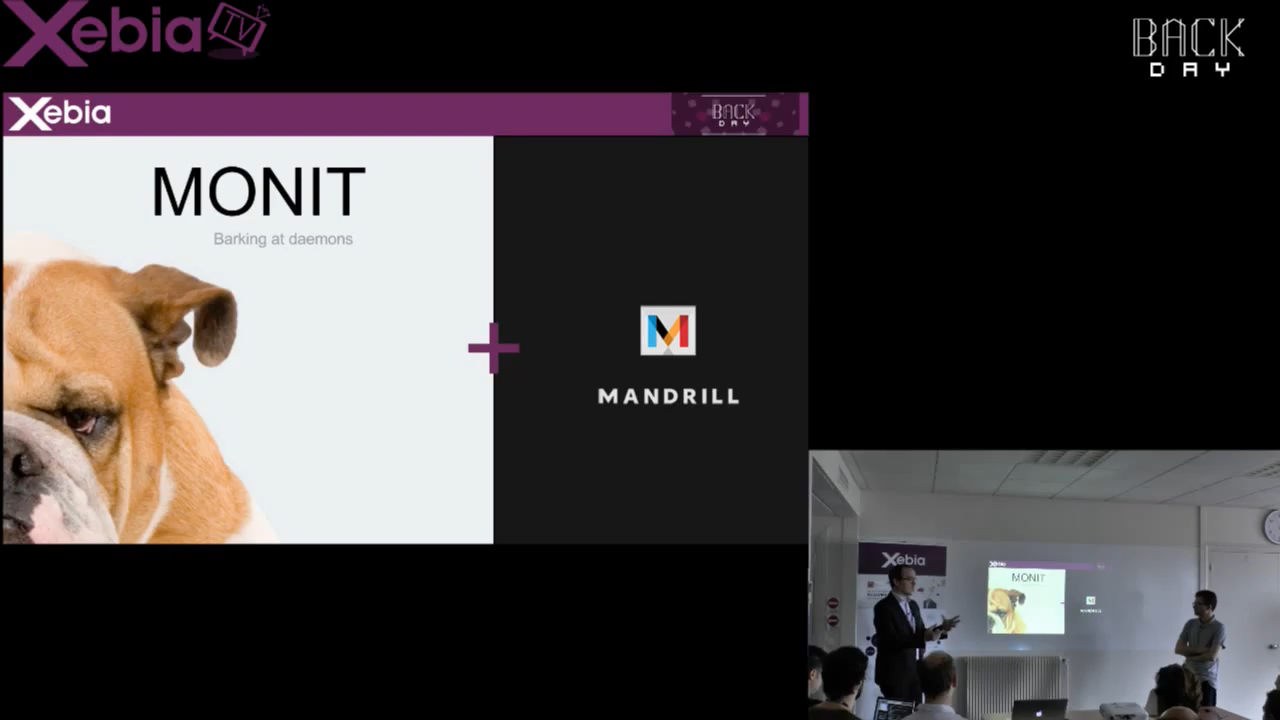 Xebia TV
BACK
DAY
Xebia
BACK
DAY
MONIT
Barking at daemons
MANDRILL
Xebia
MONIT